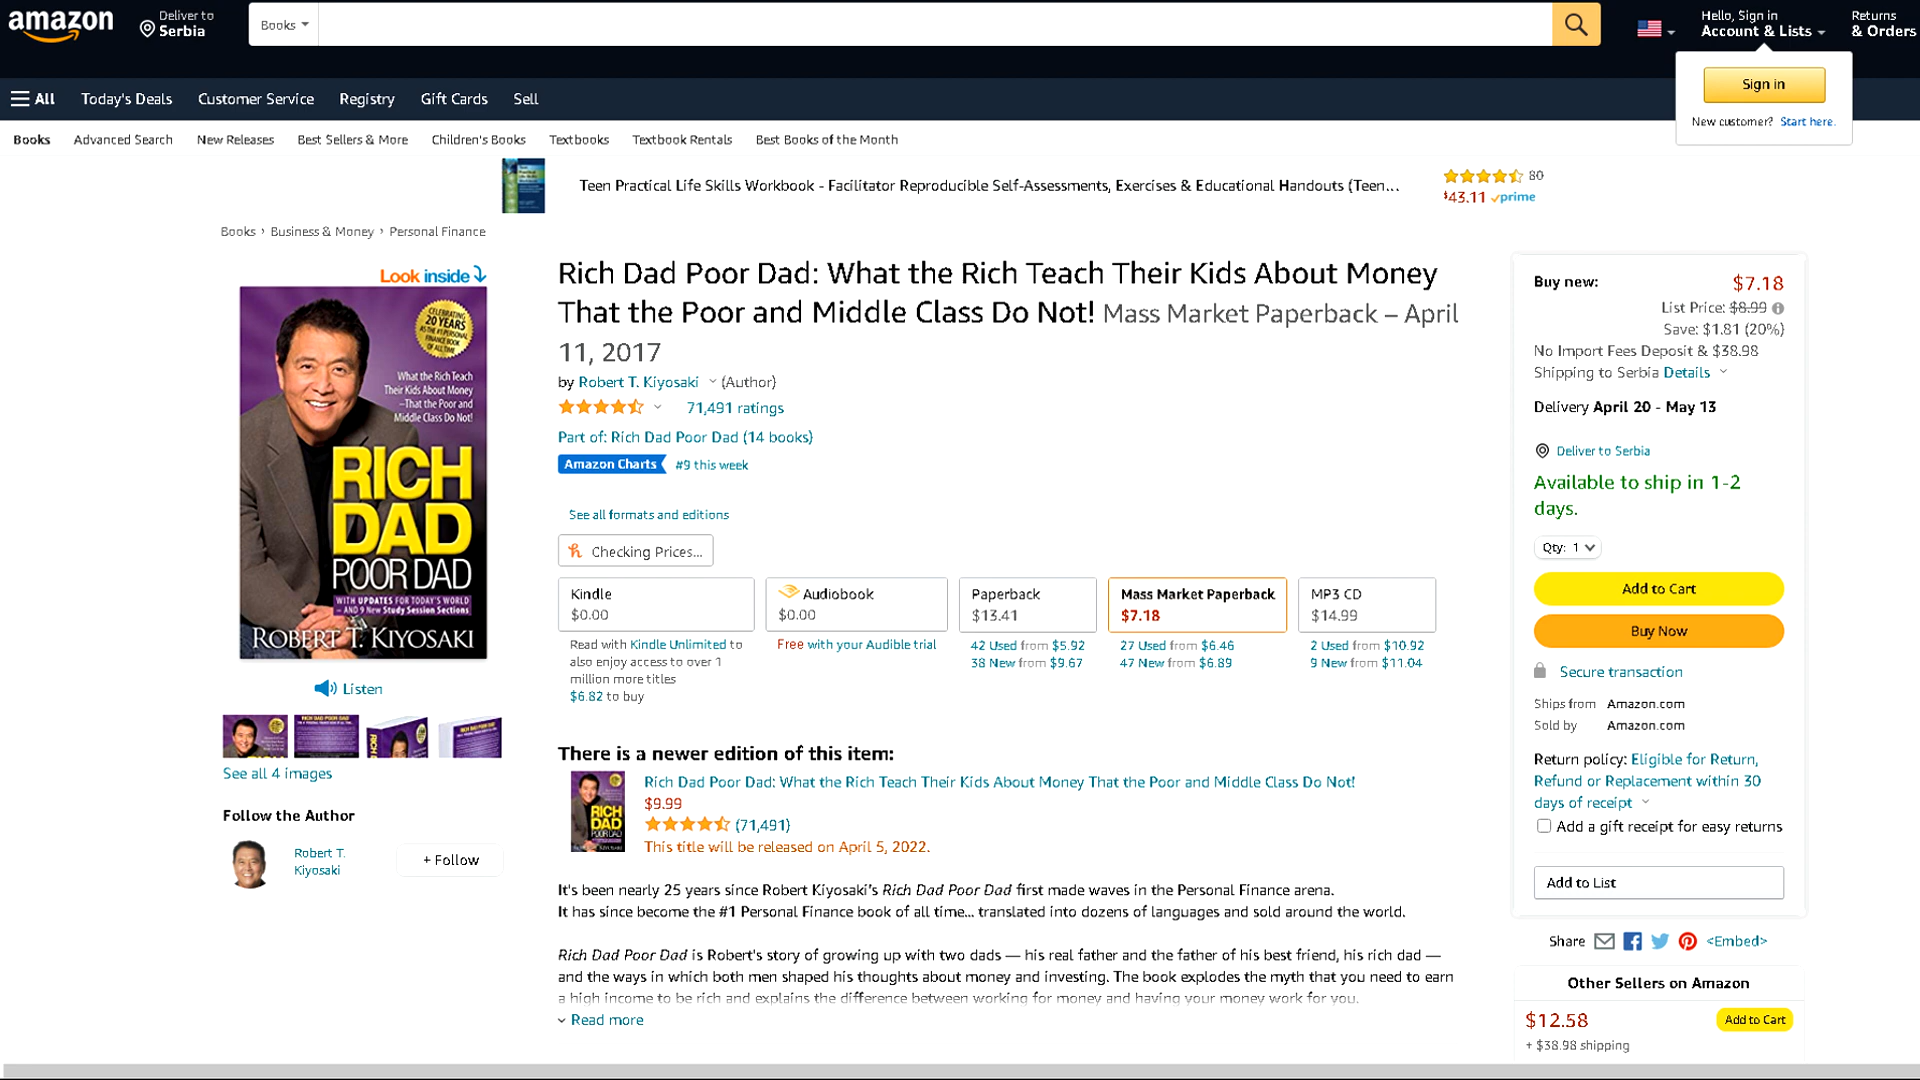 amazon
Deliver to
Serbia
Books
Hello, Sign in
Account & Lists
Returns
& Orders
Sign in
New customer? Start here.
All
Today's Deals
Customer Service
Registry
Gift Cards
Sell
Books
Advanced Search
New Releases
Best Sellers & More
Children's Books
Textbooks
Textbook Rentals
Best Books of the Month
Teen Practical Life Skills Workbook - Facilitator Reproducible Self-Assessments, Exercises & Educational Handouts (Teen...
80
$43.11 prime
Books › Business & Money › Personal Finance
Look inside
CELEBRATING
20 YEARS
AS THE #1 PERSONAL
FINANCE BOOK
OF ALL TIME
What the Rich Teach
Their Kids About Money
–That the Poor and
Middle Class Do Not!
RICH
DAD
POOR DAD
WITH UPDATES FOR TODAY'S WORLD
– AND 9 New Study Session Sections
ROBERT T. KIYOSAKI
Listen
See all 4 images
Follow the Author
Robert T.
Kiyosaki
+ Follow
Rich Dad Poor Dad: What the Rich Teach Their Kids About Money
That the Poor and Middle Class Do Not! Mass Market Paperback – April
11, 2017
by Robert T. Kiyosaki (Author)
71,491 ratings
Part of: Rich Dad Poor Dad (14 books)
Amazon Charts #9 this week
See all formats and editions
Checking Prices...
Kindle
$0.00
Read with Kindle Unlimited to
also enjoy access to over 1
million more titles
$6.82 to buy
Audiobook
$0.00
Free with your Audible trial
Paperback
$13.41
42 Used from $5.92
38 New from $9.67
Mass Market Paperback
$7.18
27 Used from $6.46
47 New from $6.89
MP3 CD
$14.99
2 Used from $10.92
9 New from $11.04
There is a newer edition of this item:
RICH
DAD
POOR DAD
Rich Dad Poor Dad: What the Rich Teach Their Kids About Money That the Poor and Middle Class Do Not!
$9.99
(71,491)
This title will be released on April 5, 2022.
It's been nearly 25 years since Robert Kiyosaki's Rich Dad Poor Dad first made waves in the Personal Finance arena.
It has since become the #1 Personal Finance book of all time... translated into dozens of languages and sold around the world.
Rich Dad Poor Dad is Robert's story of growing up with two dads — his real father and the father of his best friend, his rich dad —
and the ways in which both men shaped his thoughts about money and investing. The book explodes the myth that you need to earn
a high income to be rich and explains the difference between working for money and having your money work for you.
Read more
Buy new: $7.18
List Price: $8.99
Save: $1.81 (20%)
No Import Fees Deposit & $38.98
Shipping to Serbia Details
Delivery April 20 - May 13
Deliver to Serbia
Available to ship in 1-2
days.
Qty: 1
Add to Cart
Buy Now
Secure transaction
Ships from Amazon.com
Sold by Amazon.com
Return policy: Eligible for Return,
Refund or Replacement within 30
days of receipt
Add a gift receipt for easy returns
Add to List
Share <Embed>
Other Sellers on Amazon
$12.58
Add to Cart
+ $38.98 shipping